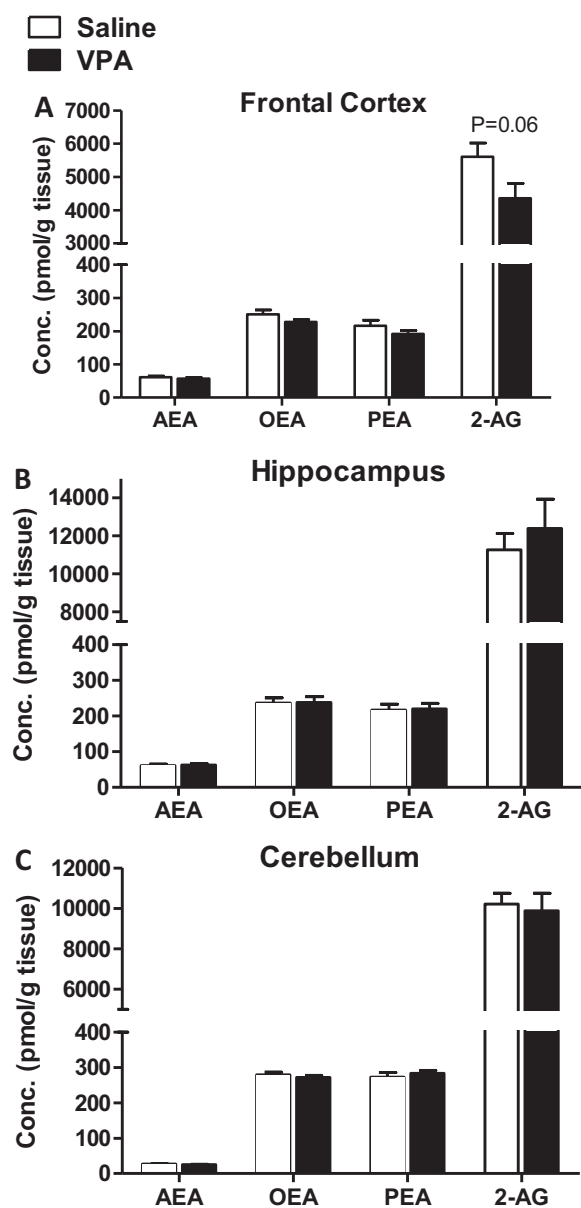 Saline
VPA
A
Frontal Cortex
P=0.06
Conc. (pmol/g tissue)
7000
6000
5000
4000
3000
400
300
200
100
0
AEA OEA PEA 2-AG
B
Hippocampus
Conc. (pmol/g tissue)
14000
12000
10000
8000
400
300
200
100
0
AEA OEA PEA 2-AG
C
Cerebellum
Conc. (pmol/g tissue)
12000
10000
8000
6000
400
300
200
100
0
AEA OEA PEA 2-AG